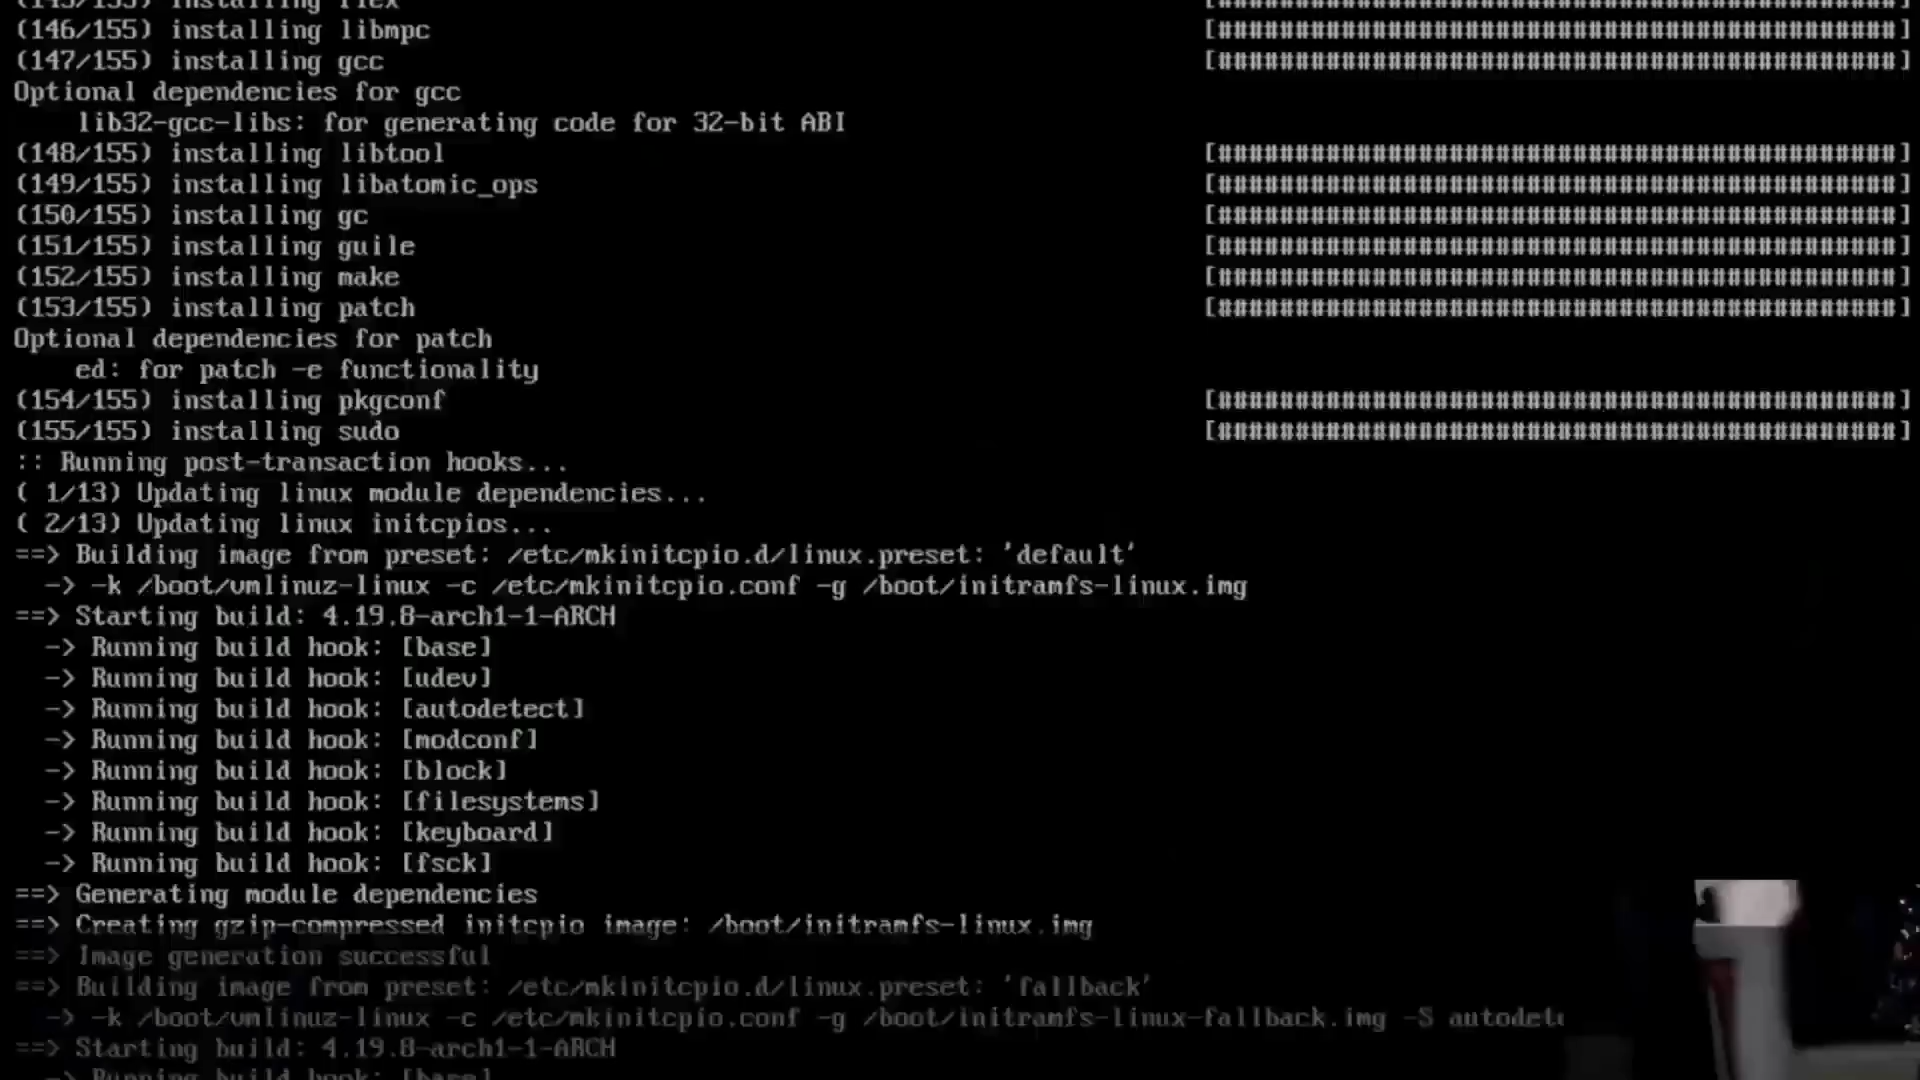 (145/155) installing flex [############################################]
(146/155) installing libmpc [############################################]
(147/155) installing gcc [############################################]
Optional dependencies for gcc
lib32-gcc-libs: for generating code for 32-bit ABI
(148/155) installing libtool [############################################]
(149/155) installing libatomic_ops [############################################]
(150/155) installing gc [############################################]
(151/155) installing guile [############################################]
(152/155) installing make [############################################]
(153/155) installing patch [############################################]
Optional dependencies for patch
ed: for patch -e functionality
(154/155) installing pkgconf [############################################]
(155/155) installing sudo [############################################]
:: Running post-transaction hooks...
( 1/13) Updating linux module dependencies...
( 2/13) Updating linux initcpios...
==> Building image from preset: /etc/mkinitcpio.d/linux.preset: 'default'
-> -k /boot/vmlinuz-linux -c /etc/mkinitcpio.conf -g /boot/initramfs-linux.img
==> Starting build: 4.19.8-arch1-1-ARCH
-> Running build hook: [base]
-> Running build hook: [udev]
-> Running build hook: [autodetect]
-> Running build hook: [modconf]
-> Running build hook: [block]
-> Running build hook: [filesystems]
-> Running build hook: [keyboard]
-> Running build hook: [fsck]
==> Generating module dependencies
==> Creating gzip-compressed initcpio image: /boot/initramfs-linux.img
==> Image generation successful
==> Building image from preset: /etc/mkinitcpio.d/linux.preset: 'fallback'
-> -k /boot/vmlinuz-linux -c /etc/mkinitcpio.conf -g /boot/initramfs-linux-fallback.img -S autodet
==> Starting build: 4.19.8-arch1-1-ARCH
-> Running build hook: [base]